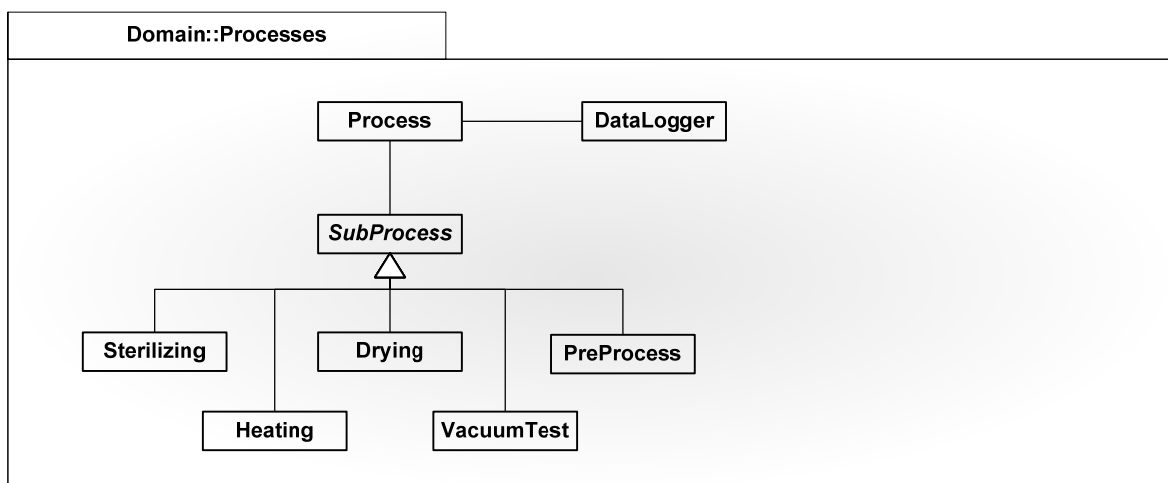 Domain::Processes
Process
DataLogger
SubProcess
Sterilizing
Drying
PreProcess
Heating
VacuumTest